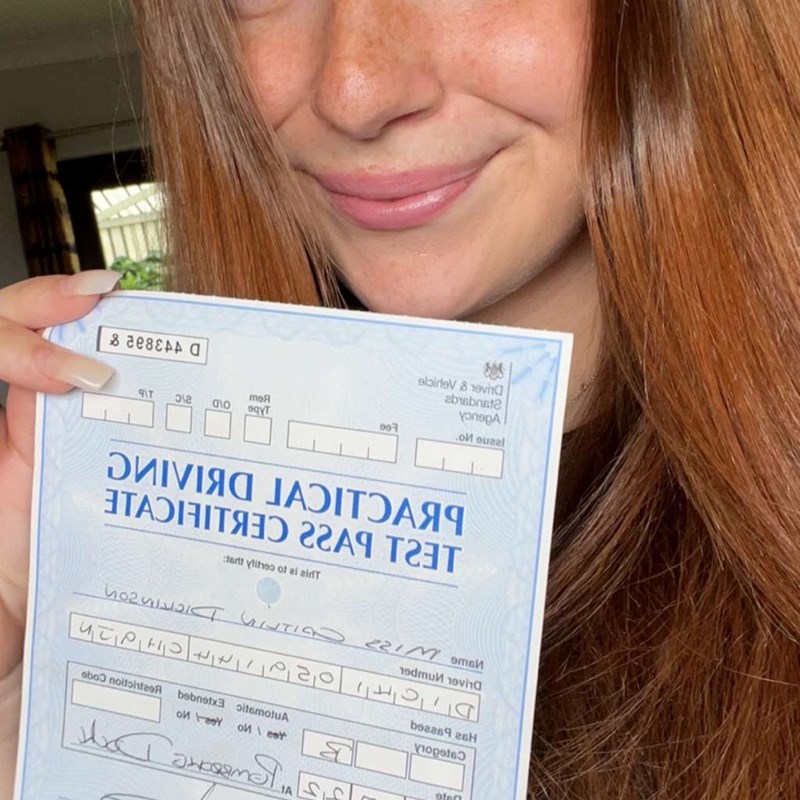 D 443895 &
Driver & Vehicle
Standards
Agency
Issue No.
Fee
Rem
Type
O/D
S/C
T/P
PRACTICAL DRIVING
TEST PASS CERTIFICATE
This is to certify that:
Name MISS CAITLIN DICKINSON
Driver Number
Has Passed
Category
B
Automatic
Yes / No
Extended
Yes / No
Restriction Code
Date
22
At Pembroke Dock